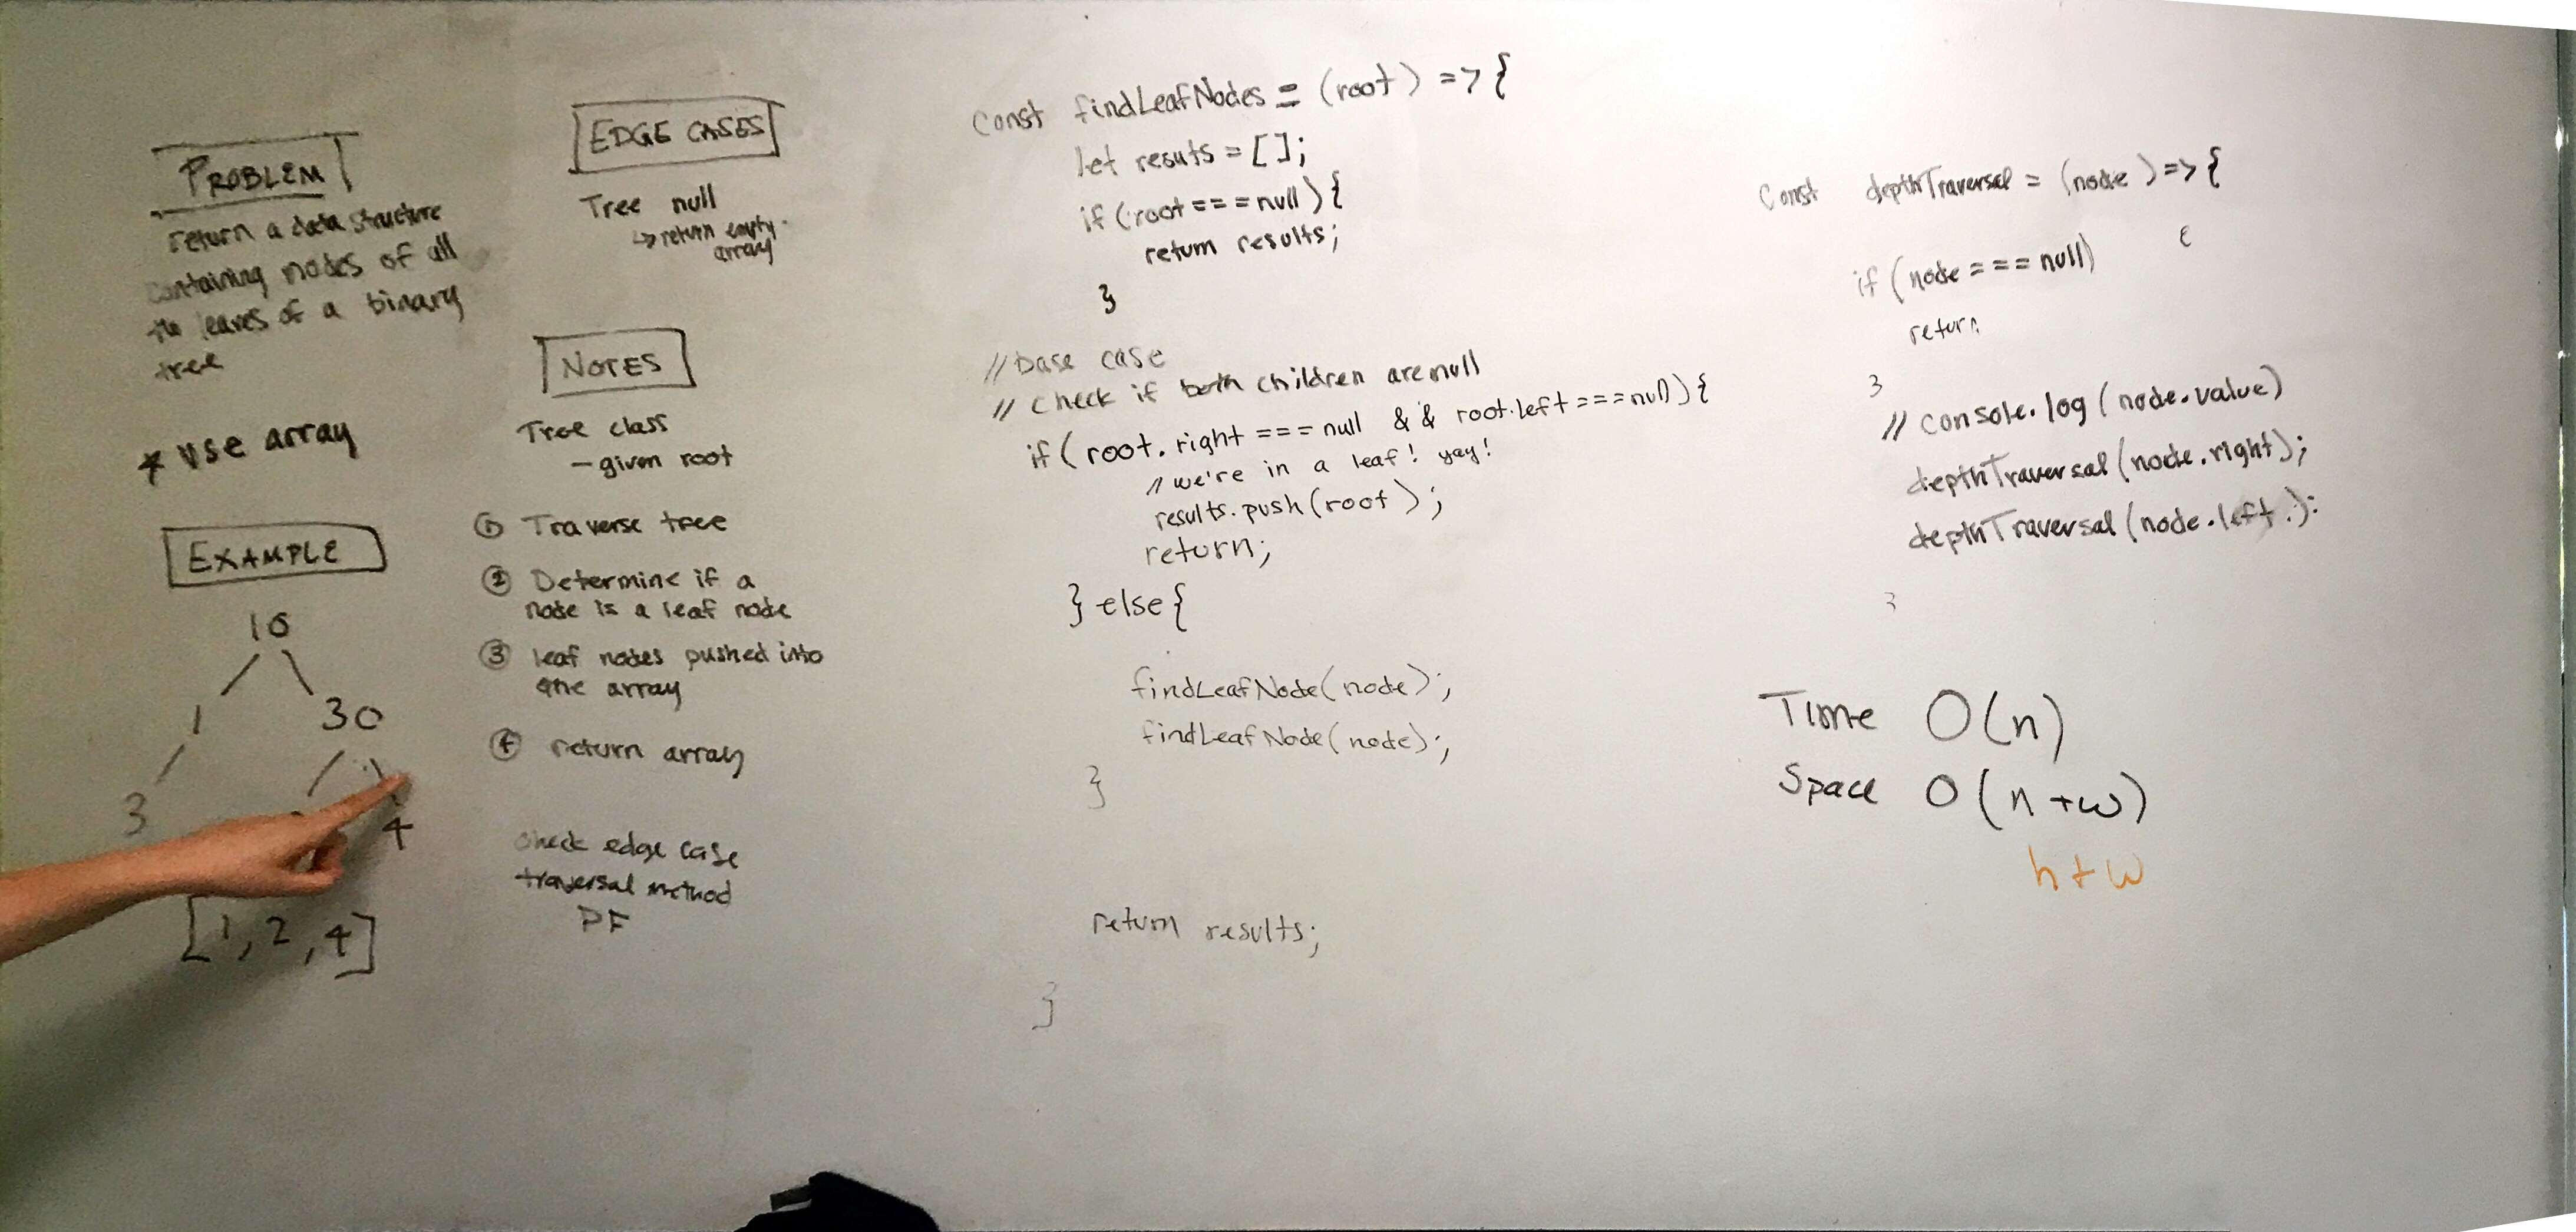 PROBLEM
return a data structure
containing nodes of all
the leaves of a binary
tree
* use array
EXAMPLE
10
1 30
3
4
[1, 2, 4]
EDGE CASES
Tree null
↳ return empty
array
NOTES
Tree class
- given root
① Traverse tree
② Determine if a
node is a leaf node
③ leaf nodes pushed into
one array
④ return array
check edge case
traversal method
DF
const findLeafNodes = (root) => {
let resuts = [];
if (root === null) {
return results;
}
// base case
// check if both children are null
if (root.right === null && root.left === null) {
// we're in a leaf! yay!
results.push(root);
return;
} else {
findLeafNode(node);
findLeafNode(node);
}
return results;
}
const depthTraversal = (node) => {
if (node === null)
return
}
// console.log(node.value)
depthTraversal(node.right);
depthTraversal(node.left);
}
Time O(n)
Space O(n+w)
h+w